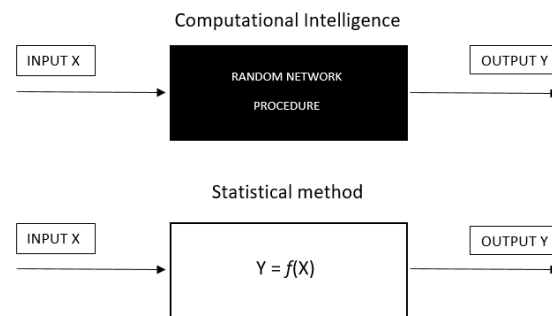 Computational Intelligence
INPUT X
RANDOM NETWORK
PROCEDURE
OUTPUT Y
Statistical method
INPUT X
Y = f(X)
OUTPUT Y